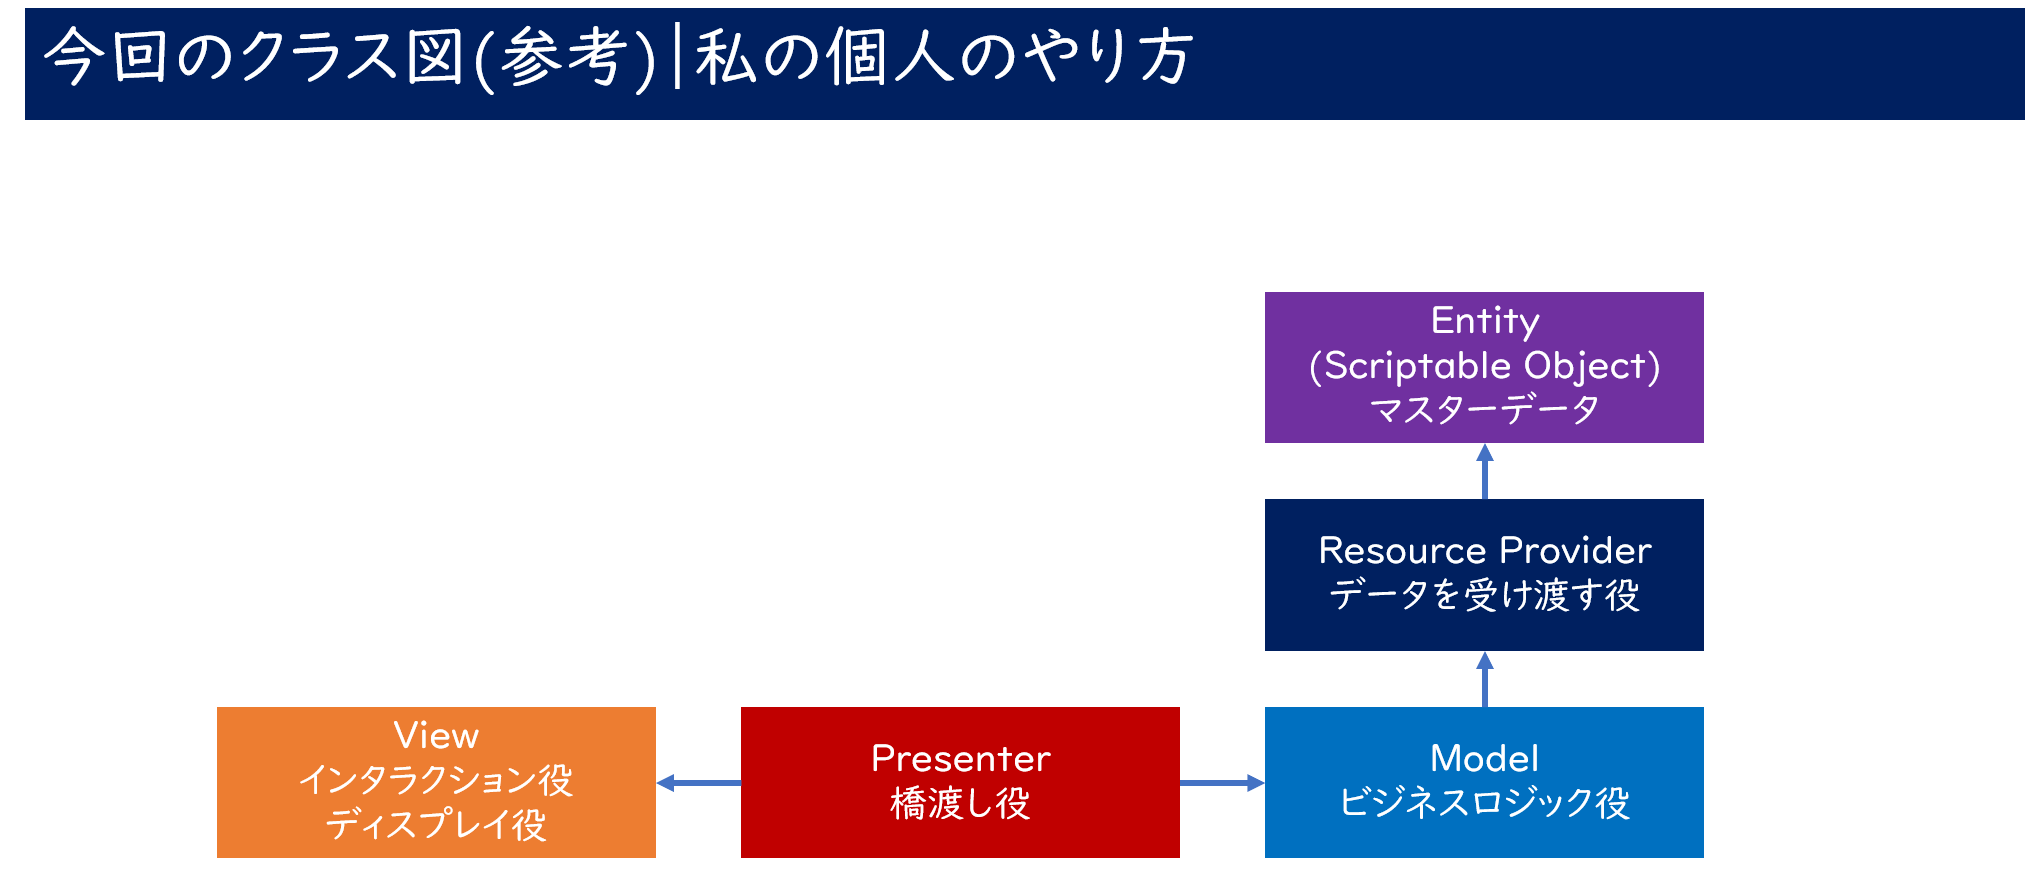 今回のクラス図(参考)|私の個人のやり方
Entity
(Scriptable Object)
マスターデータ
Resource Provider
データを受け渡す役
View
インタラクション役
ディスプレイ役
Presenter
橋渡し役
Model
ビジネスロジック役